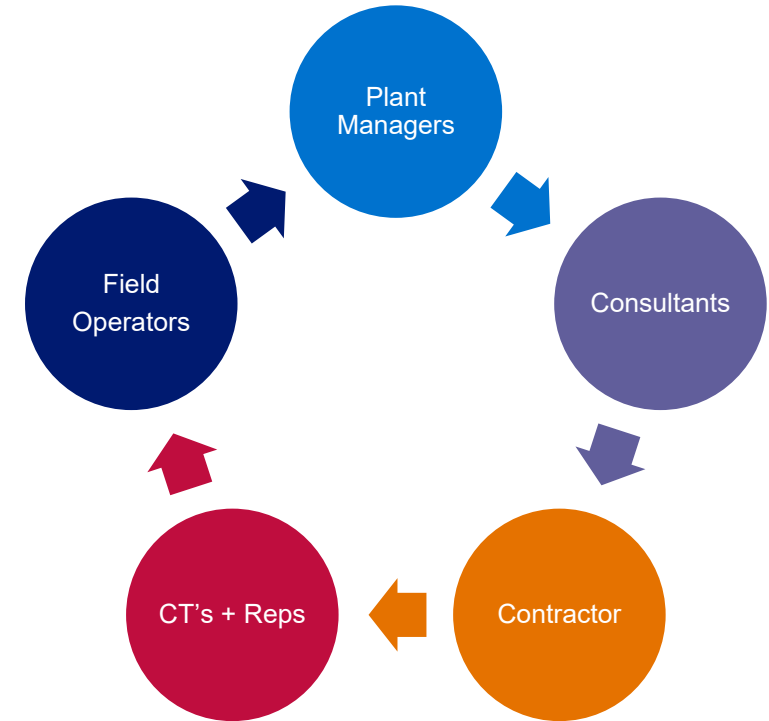 Plant
Managers
Consultants
Contractor
CT’s + Reps
Field
Operators